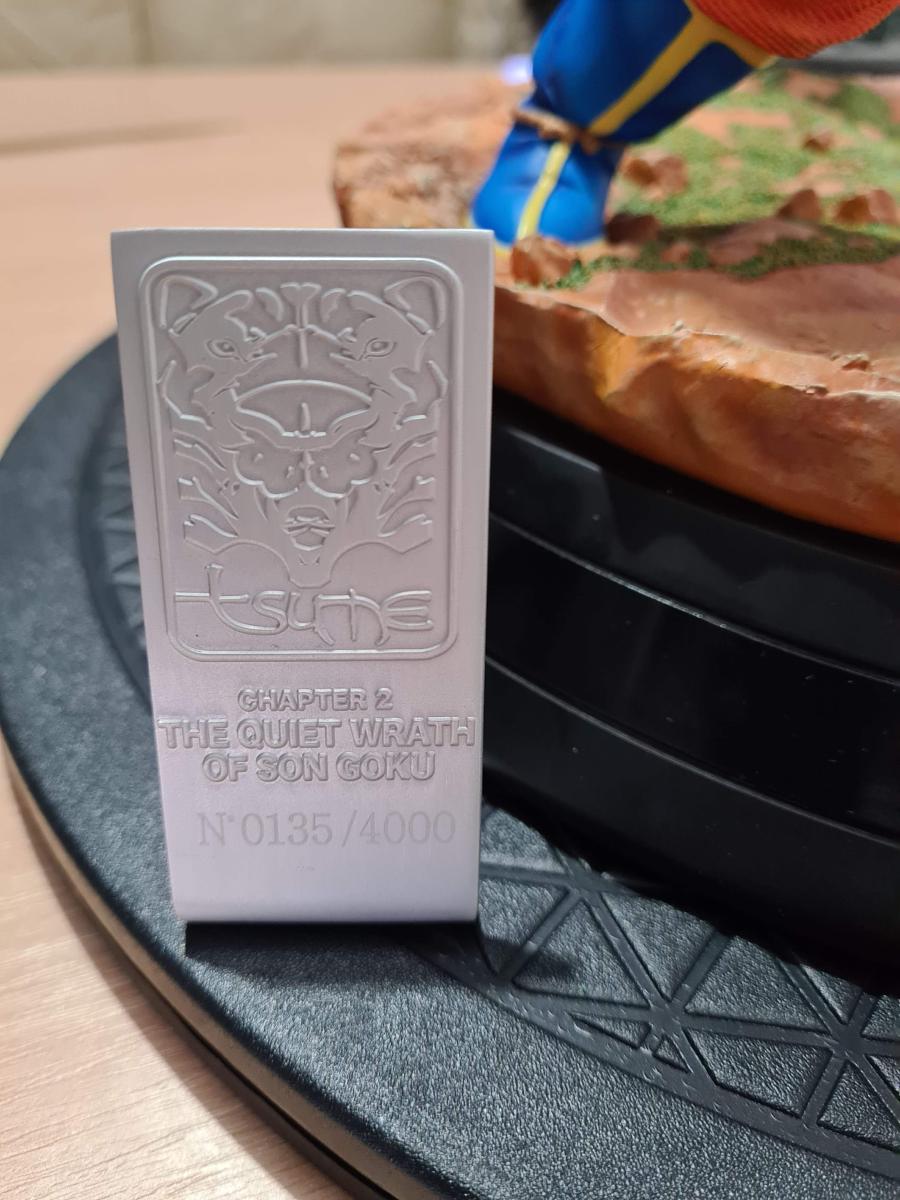 tsume
CHAPTER 2
THE QUIET WRATH
OF SON GOKU
N°0135/4000